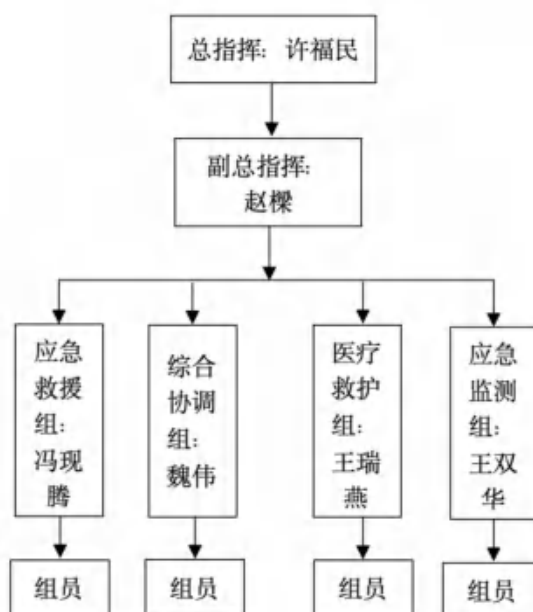 总指挥：许福民
副总指挥：
赵樑
应急
救援
组：
冯现
腾
综合
协调
组：
魏伟
医疗
救护
组：
王瑞
燕
应急
监测
组：
王双
华
组员
组员
组员
组员